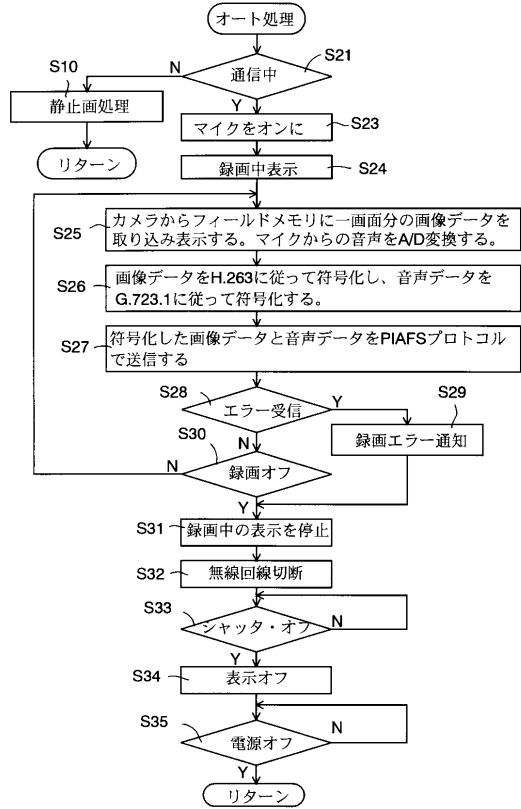 オート処理
S21
通信中
N
Y
S10
静止画処理
リターン
マイクをオンに
S23
録画中表示
S24
S25
カメラからフィールドメモリに一画面分の画像データを
取り込み表示する。マイクからの音声をA/D変換する。
S26
画像データをH.263に従って符号化し、音声データを
G.723.1に従って符号化する。
S27
符号化した画像データと音声データをPIAFSプロトコル
で送信する
S28
エラー受信
Y
N
S29
録画エラー通知
S30
録画オフ
N
Y
S31
録画中の表示を停止
S32
無線回線切断
S33
シャッタ・オフ
N
Y
S34
表示オフ
S35
電源オフ
N
Y
リターン